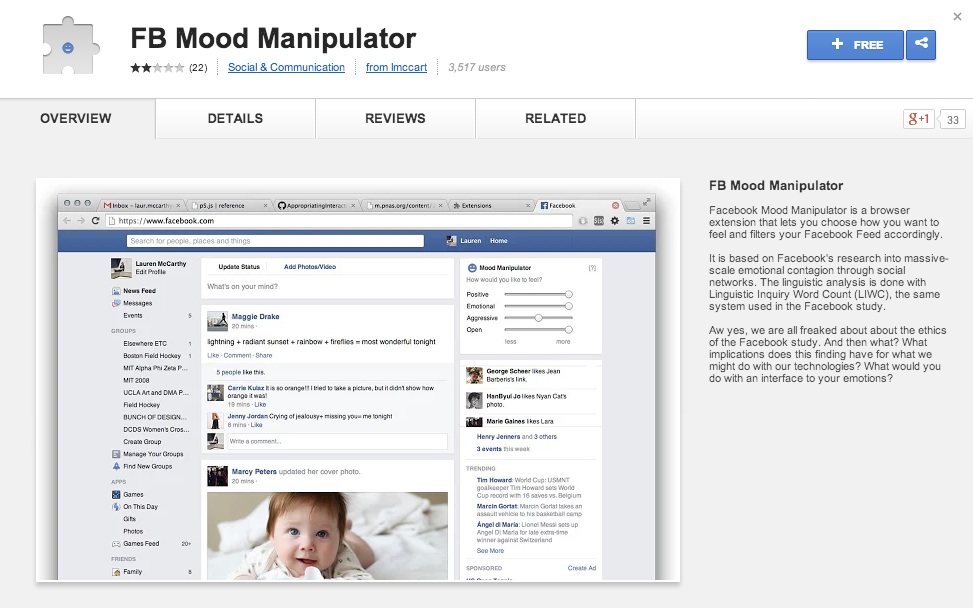 FB Mood Manipulator
(22) Social & Communication from lmccart 3,517 users
+ FREE
OVERVIEW DETAILS REVIEWS RELATED
g+1 33
Inbox – laur.mccarth p5.js | reference AppropriatingInterac m.pnas.org/content/ Extensions Facebook
https://www.facebook.com
Search for people, places and things Lauren Home
Lauren McCarthy
Edit Profile
News Feed
Messages
Events 5
GROUPS
Elsewhere ETC 1
Boston Field Hockey 1
MIT Alpha Phi Zeta P...
MIT 2008
UCLA Art and DMA P...
Field Hockey
BUNCH OF DESIGN...
DCDS Women's Cros...
Create Group
Manage Your Groups
Find New Groups
APPS
Games
On This Day
Gifts
Photos
Games Feed 20+
FRIENDS
Family 8
Update Status Add Photos/Video
What's on your mind?
Maggie Drake
20 mins ·
lightning + radiant sunset + rainbow + fireflies = most wonderful tonight
Like · Comment · Share
5 people like this.
Carrie Kulaz It is so orange!!! I tried to take a picture, but it didn't show how
orange it was!
19 mins · Like
Jenny Jordan Crying of jealousy+ missing you= me tonight
8 mins · Like
Write a comment...
Marcy Peters updated her cover photo.
20 mins ·
Mood Manipulator [?]
How would you like to feel?
Positive
Emotional
Aggressive
Open
less more
George Scheer likes Jean
Barberis's link.
HanByul Jo likes Nyan Cat's
photo.
Marie Gaines likes Lara
Henry Jenners and 3 others
3 events this week
TRENDING
Tim Howard: World Cup: USMNT
goalkeeper Tim Howard sets World
Cup record with 16 saves vs. Belgium
Marcin Gortat: Marcin Gortat takes an
assault vehicle to his basketball camp
Ángel di María: Lionel Messi sets up
Angel Di Maria for late extra-time
winner against Switzerland
See More
SPONSORED Create Ad
FB Mood Manipulator
Facebook Mood Manipulator is a browser
extension that lets you choose how you want to
feel and filters your Facebook Feed accordingly.
It is based on Facebook's research into massive-
scale emotional contagion through social
networks. The linguistic analysis is done with
Linguistic Inquiry Word Count (LIWC), the same
system used in the Facebook study.
Aw yes, we are all freaked about about the ethics
of the Facebook study. And then what? What
implications does this finding have for what we
might do with our technologies? What would you
do with an interface to your emotions?